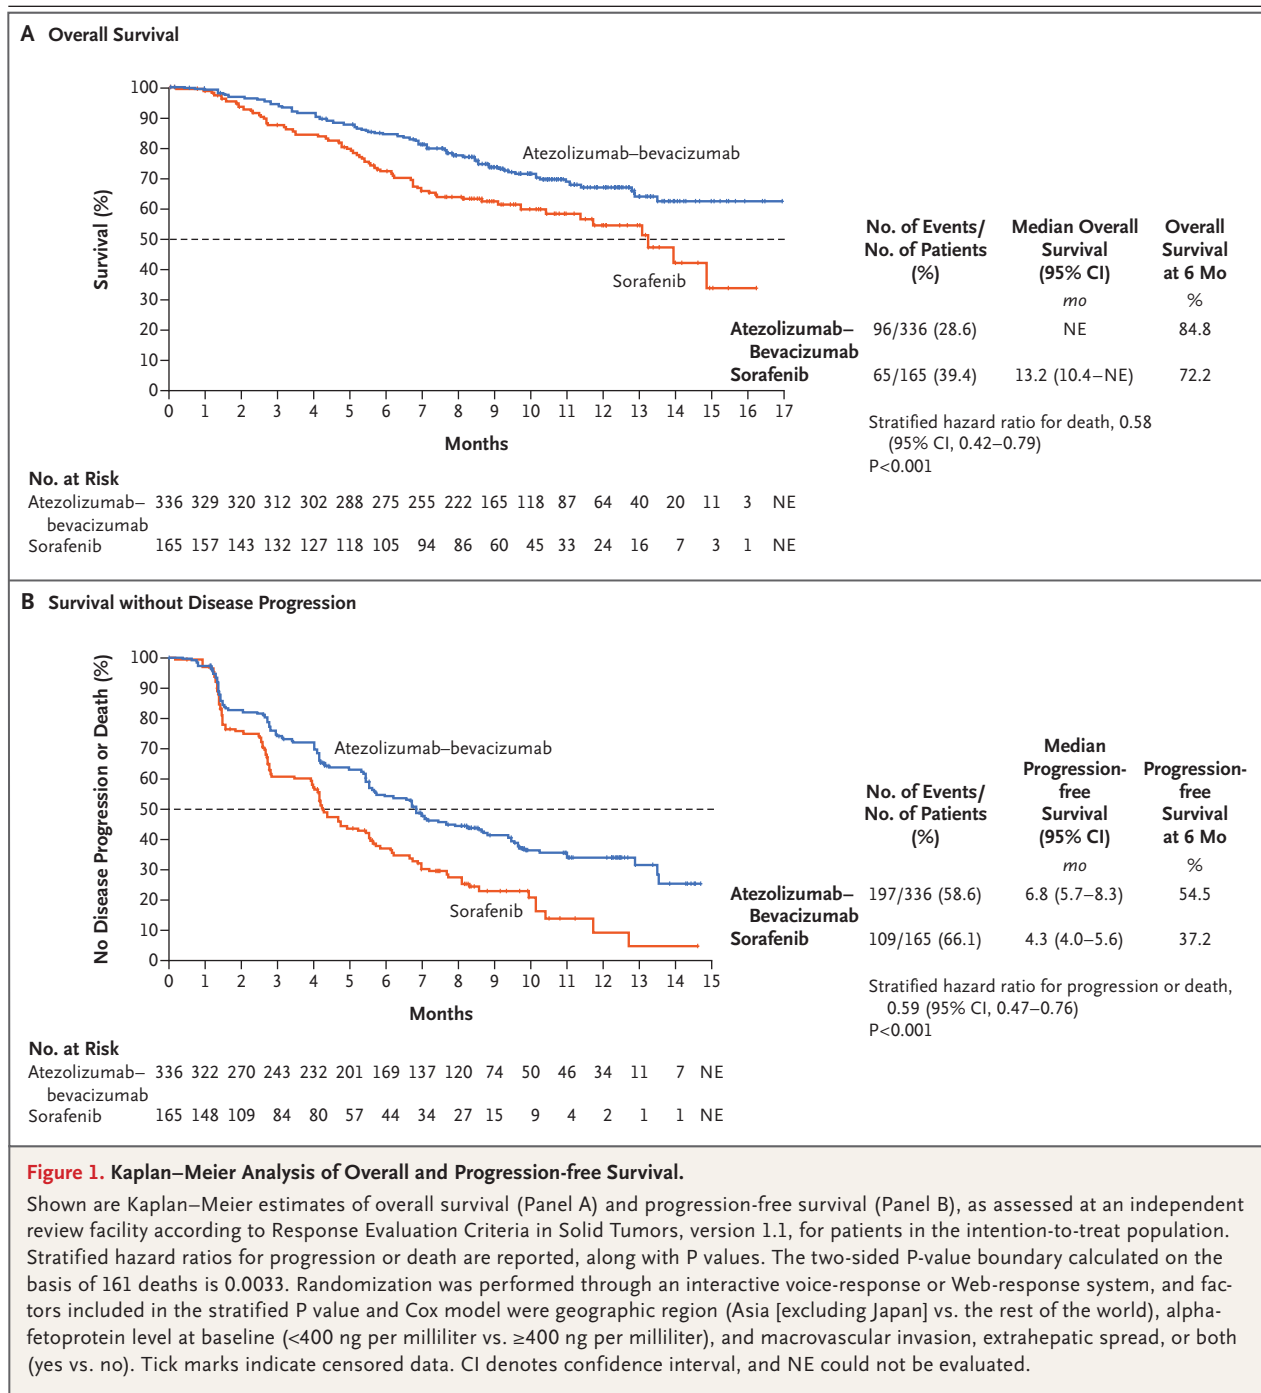 A Overall Survival
100
90
80
70
60
50
40
30
20
10
0
Survival (%)
Atezolizumab–bevacizumab
Sorafenib
0 1 2 3 4 5 6 7 8 9 10 11 12 13 14 15 16 17
Months
No. of Events/ No. of Patients (%)
Median Overall Survival (95% CI)
Overall Survival at 6 Mo
mo %
Atezolizumab– 96/336 (28.6) NE 84.8
Bevacizumab
Sorafenib 65/165 (39.4) 13.2 (10.4–NE) 72.2
Stratified hazard ratio for death, 0.58
(95% CI, 0.42–0.79)
P<0.001
No. at Risk
Atezolizumab– 336 329 320 312 302 288 275 255 222 165 118 87 64 40 20 11 3 NE
bevacizumab
Sorafenib 165 157 143 132 127 118 105 94 86 60 45 33 24 16 7 3 1 NE
B Survival without Disease Progression
100
90
80
70
60
50
40
30
20
10
0
No Disease Progression or Death (%)
Atezolizumab–bevacizumab
Sorafenib
0 1 2 3 4 5 6 7 8 9 10 11 12 13 14 15
Months
No. of Events/ No. of Patients (%)
Median Progression-free Survival (95% CI)
Progression-free Survival at 6 Mo
mo %
Atezolizumab– 197/336 (58.6) 6.8 (5.7–8.3) 54.5
Bevacizumab
Sorafenib 109/165 (66.1) 4.3 (4.0–5.6) 37.2
Stratified hazard ratio for progression or death,
0.59 (95% CI, 0.47–0.76)
P<0.001
No. at Risk
Atezolizumab– 336 322 270 243 232 201 169 137 120 74 50 46 34 11 7 NE
bevacizumab
Sorafenib 165 148 109 84 80 57 44 34 27 15 9 4 2 1 1 NE
Figure 1. Kaplan–Meier Analysis of Overall and Progression-free Survival.
Shown are Kaplan–Meier estimates of overall survival (Panel A) and progression-free survival (Panel B), as assessed at an independent
review facility according to Response Evaluation Criteria in Solid Tumors, version 1.1, for patients in the intention-to-treat population.
Stratified hazard ratios for progression or death are reported, along with P values. The two-sided P-value boundary calculated on the
basis of 161 deaths is 0.0033. Randomization was performed through an interactive voice-response or Web-response system, and fac-
tors included in the stratified P value and Cox model were geographic region (Asia [excluding Japan] vs. the rest of the world), alpha-
fetoprotein level at baseline (<400 ng per milliliter vs. ≥400 ng per milliliter), and macrovascular invasion, extrahepatic spread, or both
(yes vs. no). Tick marks indicate censored data. CI denotes confidence interval, and NE could not be evaluated.